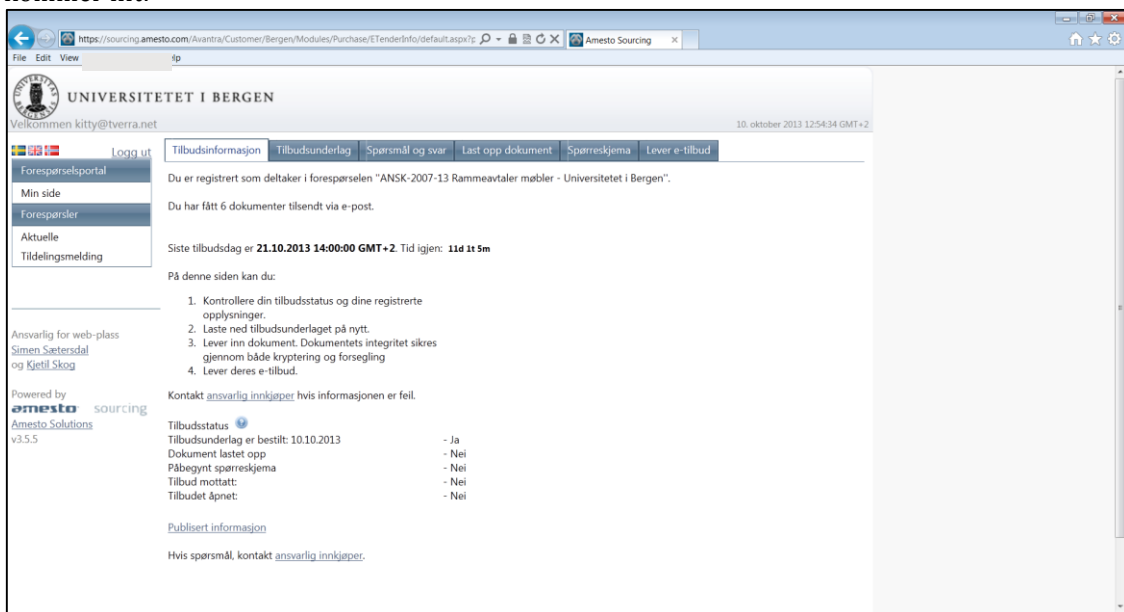 https://sourcing.amesto.com/Avantra/Customer/Bergen/Modules/Purchase/ETenderInfo/default.aspx?p
Amesto Sourcing
File Edit View
UNIVERSITETET I BERGEN
Velkommen kitty@tverra.net
10. oktober 2013 12:54:34 GMT+2
Logg ut
Tilbudsinformasjon Tilbudsunderlag Spørsmål og svar Last opp dokument Spørreskjema Lever e-tilbud
Forespørselsportal
Min side
Forespørsler
Aktuelle
Tildelingsmelding
Ansvarlig for web-plass
Simen Sætersdal
og Kjetil Skog
Powered by
amesto sourcing
Amesto Solutions
v3.5.5
Du er registrert som deltaker i forespørselen "ANSK-2007-13 Rammeavtaler møbler - Universitetet i Bergen".
Du har fått 6 dokumenter tilsendt via e-post.
Siste tilbudsdag er 21.10.2013 14:00:00 GMT+2. Tid igjen: 11d 1t 5m
På denne siden kan du:
1. Kontrollere din tilbudsstatus og dine registrerte
opplysninger.
2. Laste ned tilbudsunderlaget på nytt.
3. Lever inn dokument. Dokumentets integritet sikres
gjennom både kryptering og forsegling
4. Lever deres e-tilbud.
Kontakt ansvarlig innkjøper hvis informasjonen er feil.
Tilbudsstatus
Tilbudsunderlag er bestilt: 10.10.2013 - Ja
Dokument lastet opp - Nei
Påbegynt spørreskjema - Nei
Tilbud mottatt: - Nei
Tilbudet åpnet: - Nei
Publisert informasjon
Hvis spørsmål, kontakt ansvarlig innkjøper.